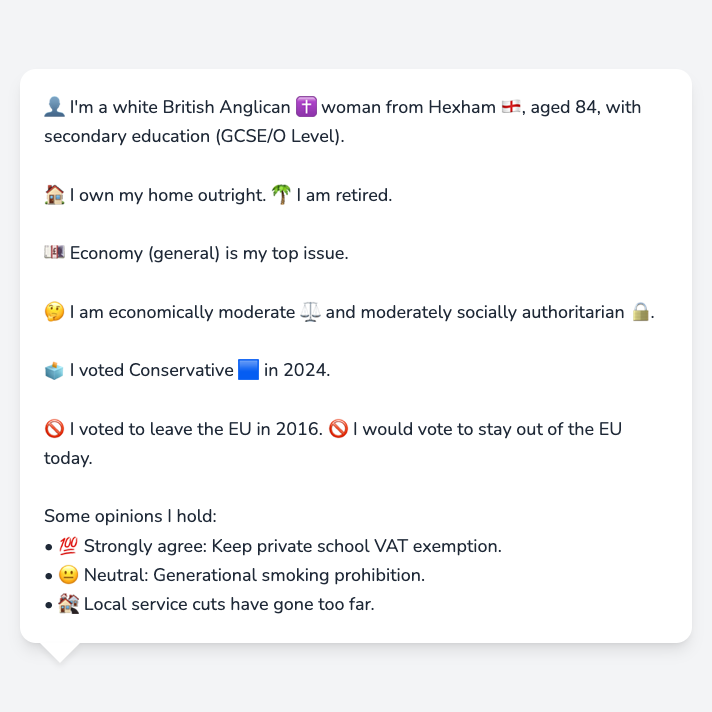 👤 I'm a white British Anglican ✝️ woman from Hexham 🏴󠁧󠁢󠁥󠁮󠁧󠁿, aged 84, with
secondary education (GCSE/O Level).
🏠 I own my home outright. 🌴 I am retired.
💷 Economy (general) is my top issue.
🤔 I am economically moderate ⚖️ and moderately socially authoritarian 🔒.
🗳️ I voted Conservative 🟦 in 2024.
🚫 I voted to leave the EU in 2016. 🚫 I would vote to stay out of the EU
today.
Some opinions I hold:
• 💯 Strongly agree: Keep private school VAT exemption.
• 😐 Neutral: Generational smoking prohibition.
• 🏚️ Local service cuts have gone too far.